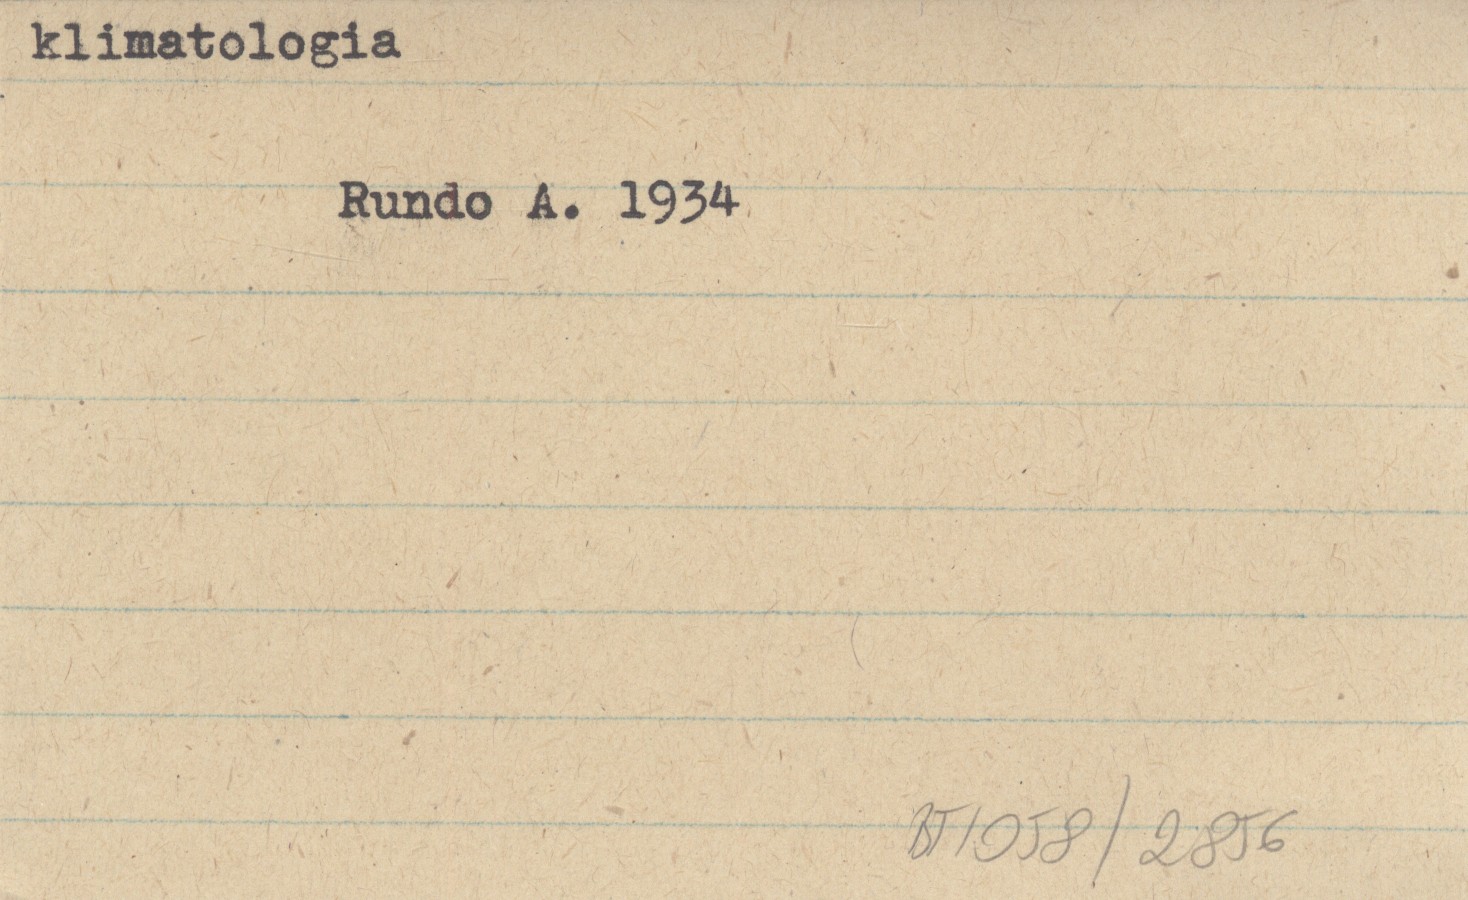 klimatologia
Rundo A. 1934
BT1058/2856